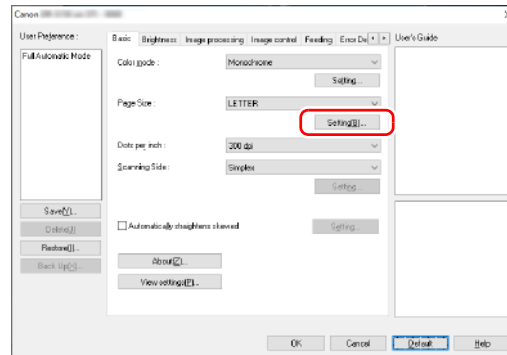 Canon
User Preference :
Full Automatic Mode
Save(Y)...
Delete(J)
Restore(I)...
Back Up(K)...
Basic Brightness Image processing Image control Feeding Error De
Color mode : Monochrome
Setting...
Page Size : LETTER
Setting(B)...
Dots per inch : 300 dpi
Scanning Side : Simplex
Setting...
Automatically straightens skewed Setting...
About(Z)...
View settings(P)...
User's Guide
OK Cancel Default Help